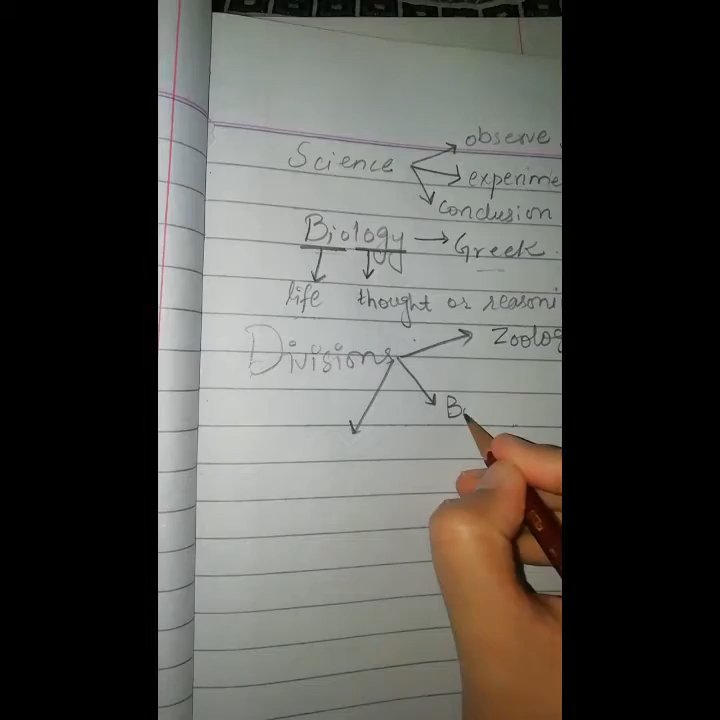 observe
Science experime
conclusion
Biology → Greek.
life thought or reasoni
Divisions Zoolog
B